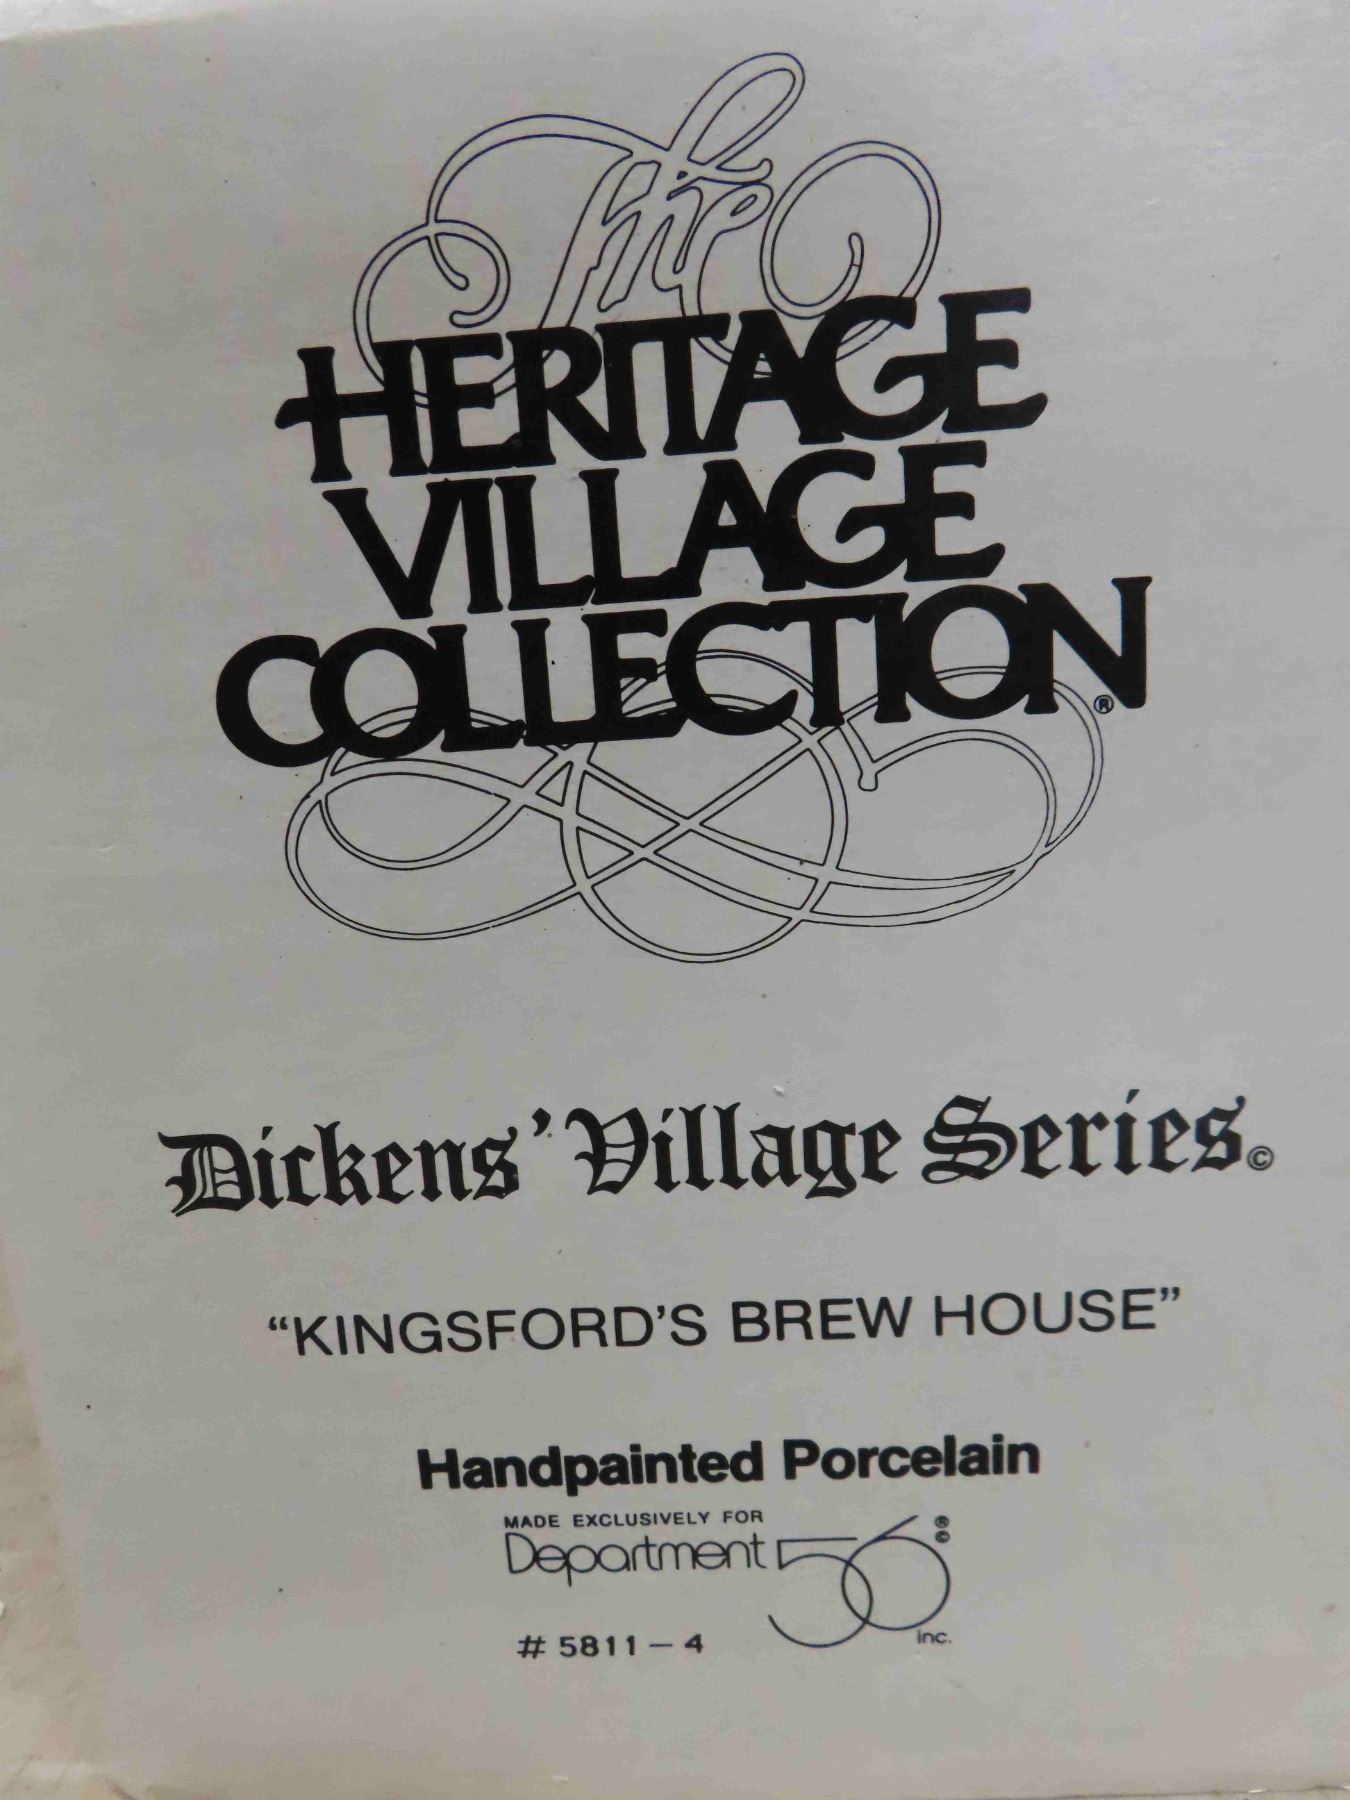 The
HERITAGE
VILLAGE
COLLECTION®
Dickens' Village Series©
“KINGSFORD'S BREW HOUSE”
Handpainted Porcelain
MADE EXCLUSIVELY FOR
Department 56®©
inc.
# 5811-4